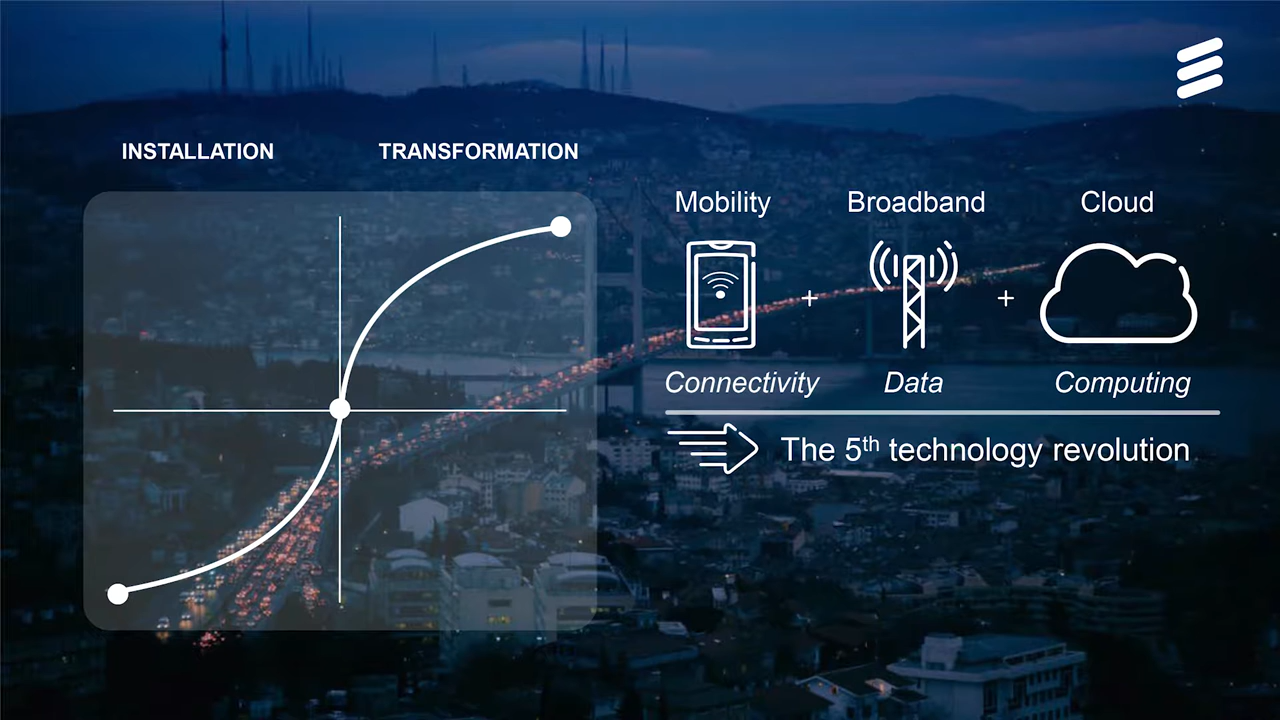 INSTALLATION
TRANSFORMATION
Mobility
Broadband
Cloud
+
+
Connectivity
Data
Computing
The 5th technology revolution